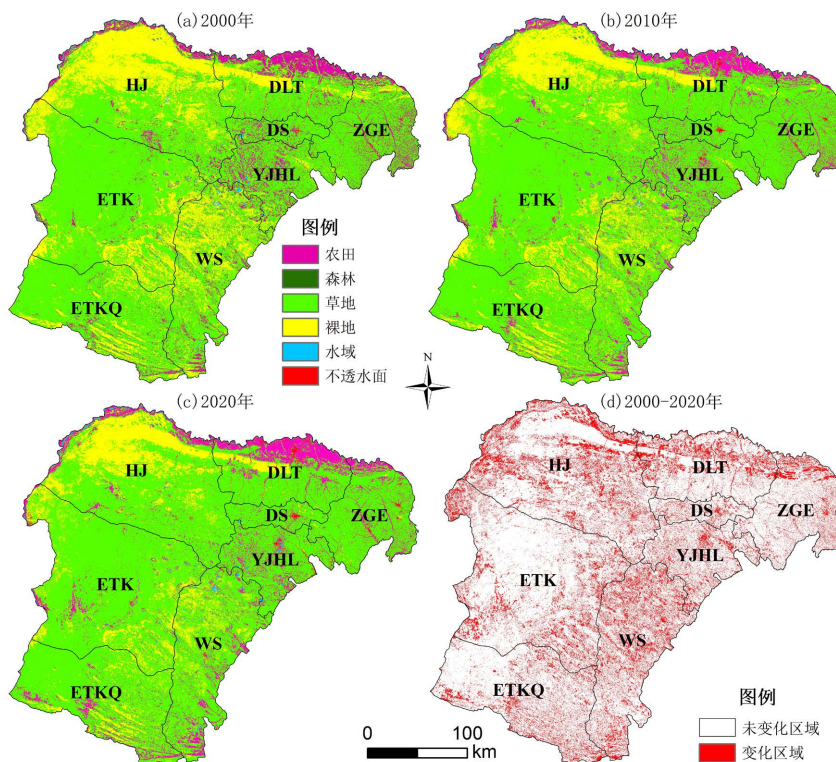 (a)2000年
HJ
DLT
DS
ZGE
YJHL
ETK
WS
ETKQ
图例
农田
森林
草地
裸地
水域
不透水面
(b)2010年
HJ
DLT
DS
ZGE
YJHL
ETK
WS
ETKQ
N
(c)2020年
HJ
DLT
DS
ZGE
YJHL
ETK
WS
ETKQ
0 100
km
(d)2000-2020年
HJ
DLT
DS
ZGE
YJHL
ETK
WS
ETKQ
图例
未变化区域
变化区域